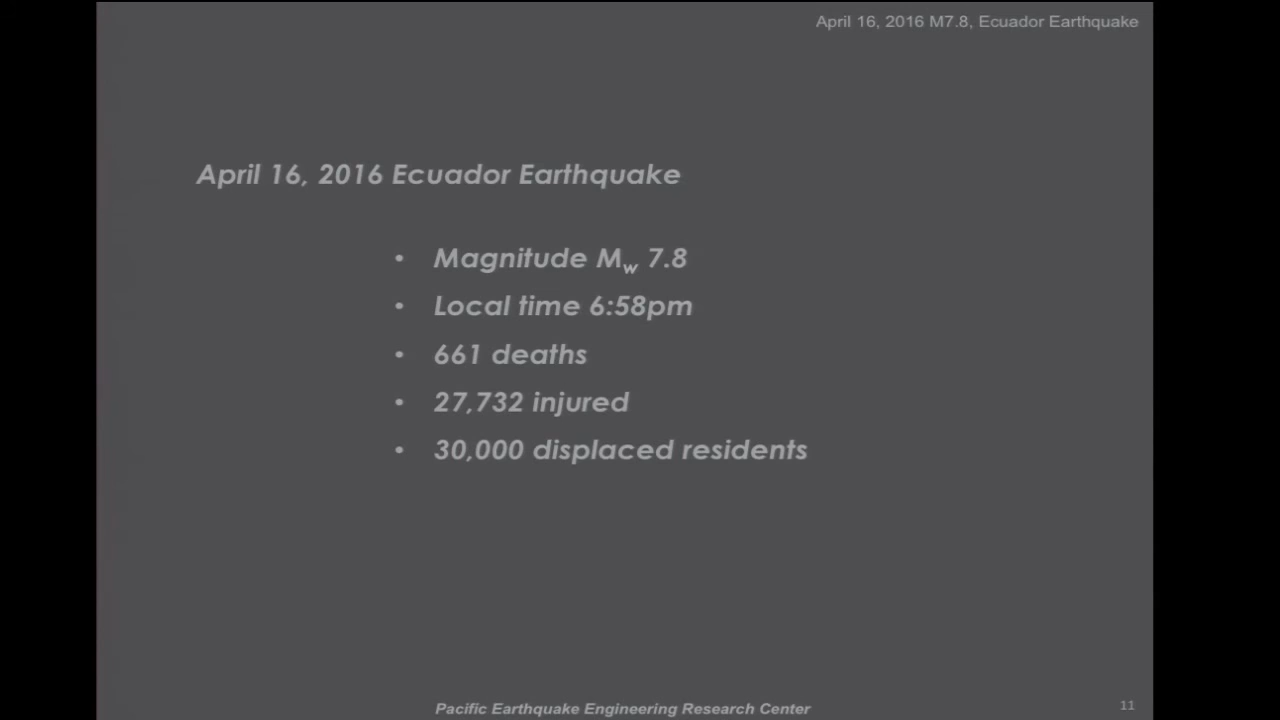 April 16, 2016 M7.8, Ecuador Earthquake
April 16, 2016 Ecuador Earthquake
• Magnitude Mw 7.8
• Local time 6:58pm
• 661 deaths
• 27,732 injured
• 30,000 displaced residents
Pacific Earthquake Engineering Research Center
11